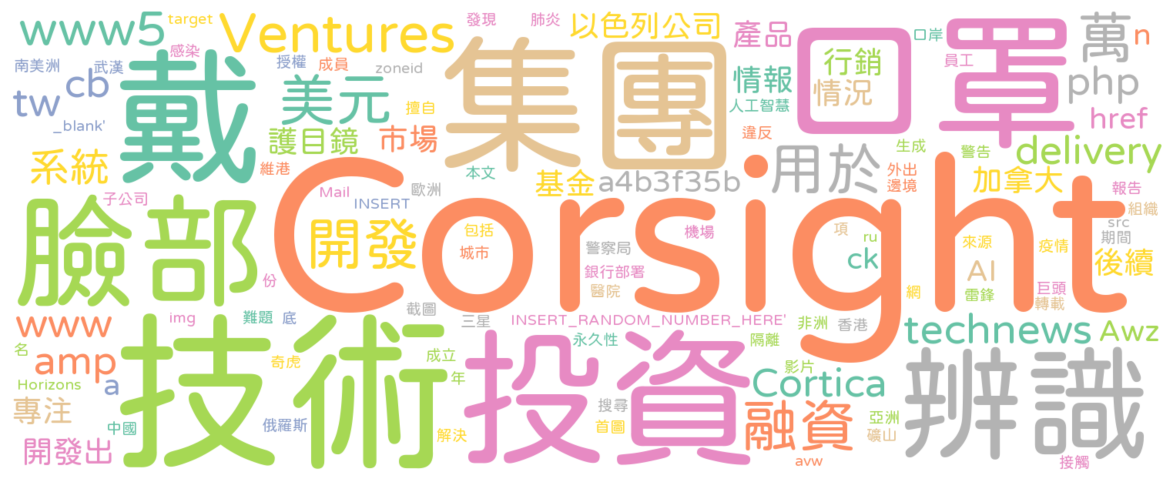 www5 target Ventures 發現 肺炎 以色列公司 產品 口岸 萬 n
感染 南美洲 武漢 授權 成員 zoneid 集團 口罩 行銷 員工
tw cb 戴 美元 擅自 情報 情況 php
_blank' 人工智慧 href
護目鏡 市場 違反 生成 警告 delivery
系統 維港 本文 用於 外出
子公司 Mail 歐洲 基金 a4b3f35b 邊境 加拿大 報告
INSERT 組織
臉部 開發 Corsight 包括 機場 項 src
城市 警察局 ru 來源 疫情 期間
銀行部署 ck AI 後續
份 醫院 網 雷鋒 巨頭
www img 難題 底 截圖 三星 INSERT_RANDOM_NUMBER_HERE' 非洲 香港 轉載
名 技術 永久性 隔離 technews Awz
amp 奇虎 成立 投資 影片
Horizons a 年 Cortica 辨識
專注 搜尋 融資 亞洲
中國 俄羅斯 解決 首圖 礦山
開發出 avw 接觸